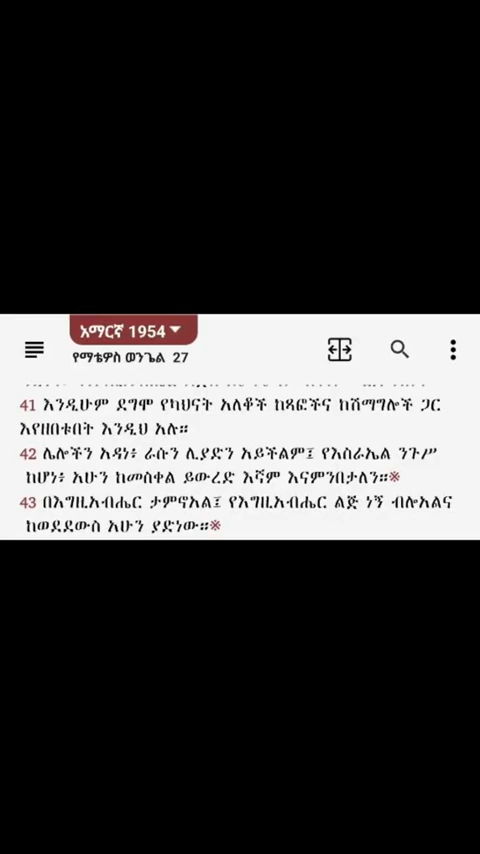 አማርኛ 1954
የማቴዎስ ወንጌል 27
41 እንዲሁም ደግሞ የካህናት አለቆች ከጻፎችና ከሽማግሎች ጋር
እየዘበቱበት እንዲህ አሉ።
42 ሌሎችን አዳነ፥ ራሱን ሊያድን አይችልም፤ የእስራኤል ንጉሥ
ከሆነ፥ አሁን ከመስቀል ይውረድ እኛም እናምንበታለን።※
43 በእግዚአብሔር ታምኖአል፤ የእግዚአብሔር ልጅ ነኝ ብሎአልና
ከወደደውስ አሁን ያድነው።※